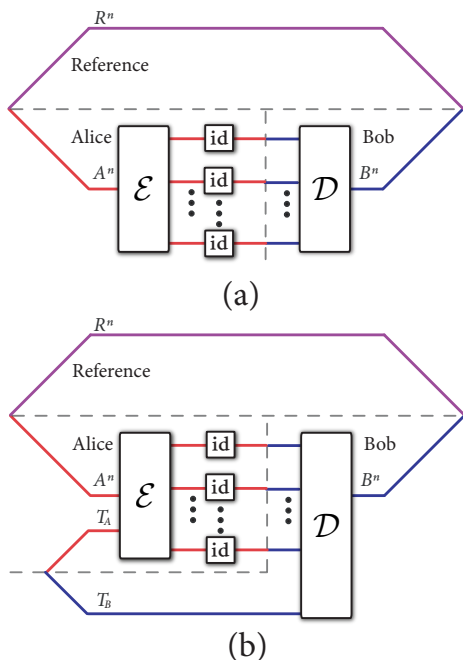 Rⁿ
Reference
Alice
Bob
id
Aⁿ
ℰ
id
𝒟
Bⁿ
id
(a)
Rⁿ
Reference
Alice
Bob
id
Aⁿ
ℰ
id
Bⁿ
T_A
𝒟
id
T_B
(b)